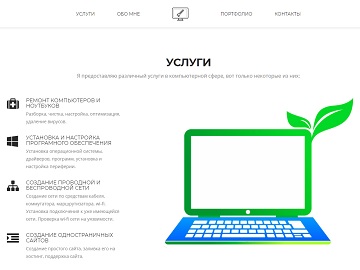 УСЛУГИ ОБО МНЕ ПОРТФОЛИО КОНТАКТЫ
УСЛУГИ
Я предоставляю различный услуги в компьютерной сфере, вот только некоторые из них:
РЕМОНТ КОМПЬЮТЕРОВ И
НОУТБУКОВ
Разборка, чистка, настройка, оптимизация,
удаление вирусов.
УСТАНОВКА И НАСТРОЙКА
ПРОГРАМНОГО ОБЕСПЕЧЕНИЯ
Установка операционной системы,
драйверов, программ, установка и
настройка периферии.
СОЗДАНИЕ ПРОВОДНОЙ И
БЕСПРОВОДНОЙ СЕТИ
Создание сети по средствам кабеля,
коммутатора, маршрутизатора, Wi-Fi.
Установка подключения к уже имеющейся
сети. Проверка Wi-Fi сети на уязвимости.
СОЗДАНИЕ ОДНОСТРАНИЧНЫХ
САЙТОВ
Создание простого сайта, заливка его на
хостинг, поддержка сайта.